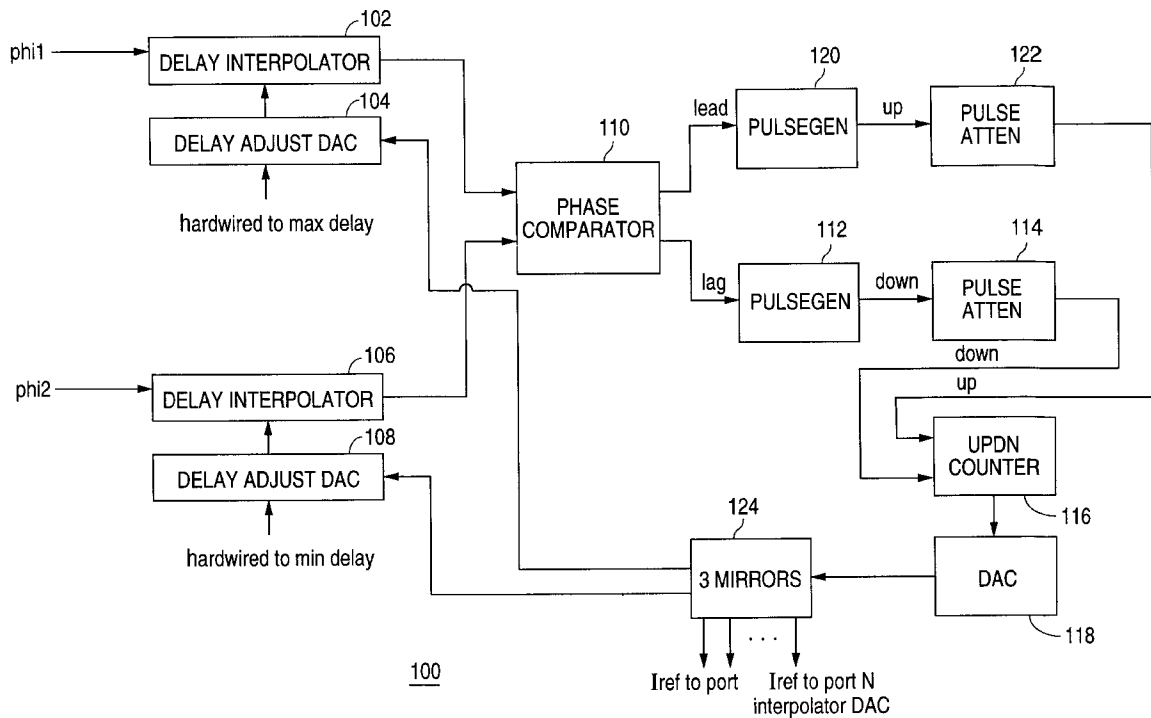 102
phi1
DELAY INTERPOLATOR
104
DELAY ADJUST DAC
hardwired to max delay
110
PHASE
COMPARATOR
lead
lag
120
PULSEGEN
up
122
PULSE
ATTEN
112
PULSEGEN
down
114
PULSE
ATTEN
down
up
106
phi2
DELAY INTERPOLATOR
108
DELAY ADJUST DAC
hardwired to min delay
UPDN
COUNTER
116
124
3 MIRRORS
DAC
118
. . .
Iref to port
Iref to port N
interpolator DAC
100